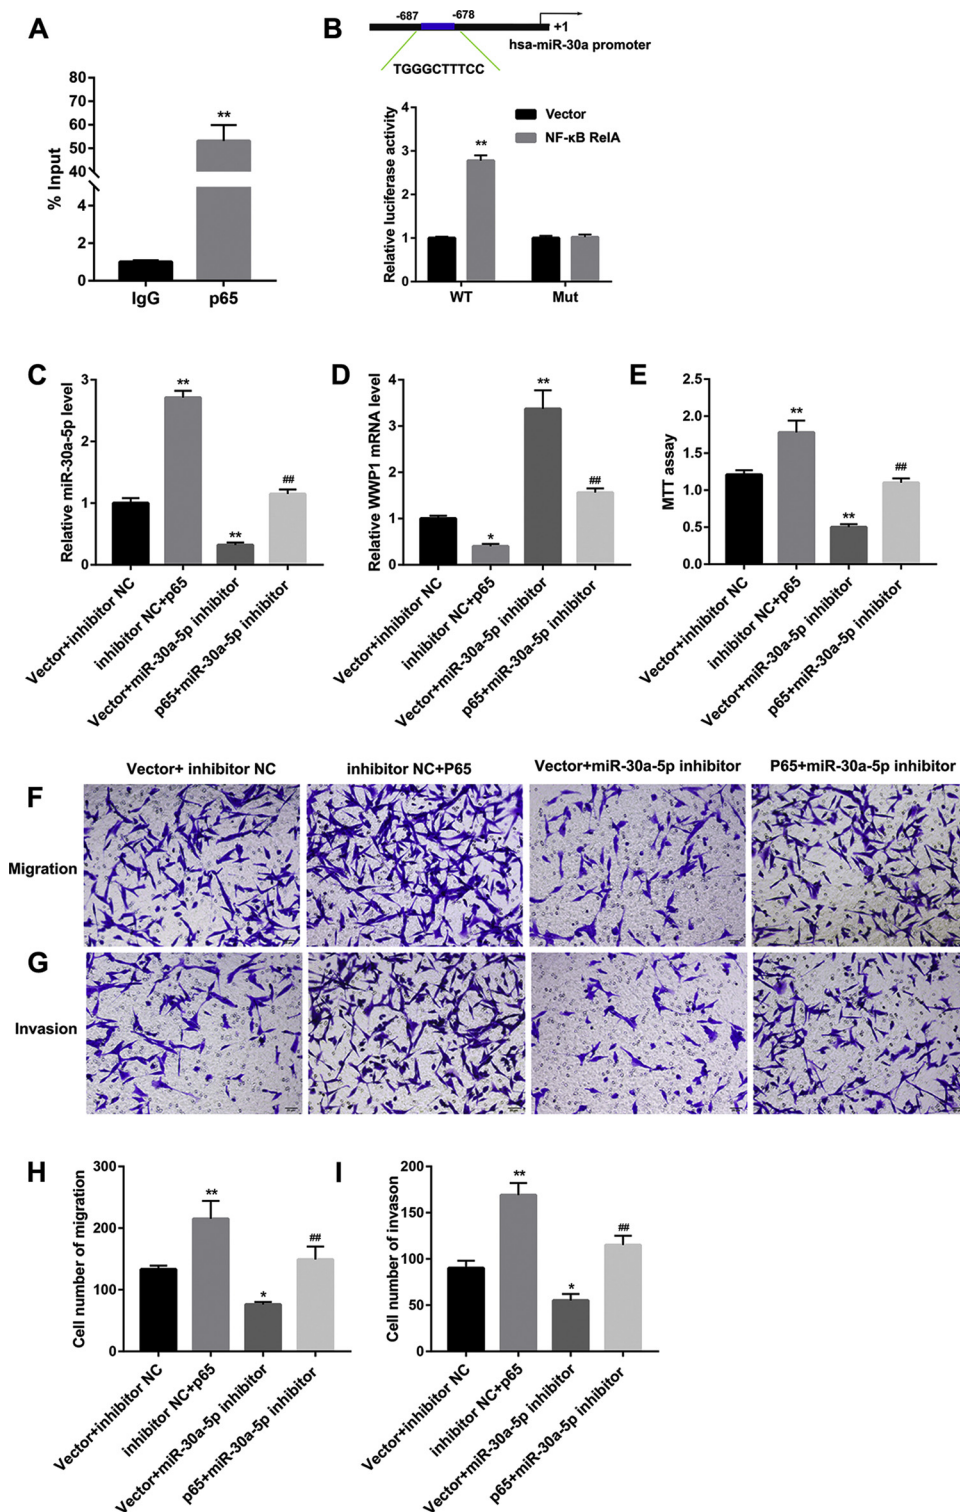 A
B
-687
-678
+1
hsa-miR-30a promoter
TGGGCTTTCC
% Input
80
70
60
50
40
6
4
2
0
**
IgG
p65
Relative luciferase activity
4
3
2
1
0
**
Vector
NF-κB RelA
WT
Mut
C
Relative miR-30a-5p level
3
2
1
0
**
**
##
Vector+inhibitor NC
inhibitor NC+p65
Vector+miR-30a-5p inhibitor
p65+miR-30a-5p inhibitor
D
Relative WWP1 mRNA level
4
3
2
1
0
*
**
##
Vector+inhibitor NC
inhibitor NC+p65
Vector+miR-30a-5p inhibitor
p65+miR-30a-5p inhibitor
E
MTT assay
2.5
2.0
1.5
1.0
0.5
0.0
**
**
##
Vector+inhibitor NC
inhibitor NC+p65
Vector+miR-30a-5p inhibitor
p65+miR-30a-5p inhibitor
Vector+ inhibitor NC
inhibitor NC+P65
Vector+miR-30a-5p inhibitor
P65+miR-30a-5p inhibitor
F
Migration
G
Invasion
H
Cell number of migration
300
200
100
0
**
*
##
Vector+inhibitor NC
inhibitor NC+p65
Vector+miR-30a-5p inhibitor
p65+miR-30a-5p inhibitor
I
Cell number of invason
200
150
100
50
0
**
*
##
Vector+inhibitor NC
inhibitor NC+p65
Vector+miR-30a-5p inhibitor
p65+miR-30a-5p inhibitor